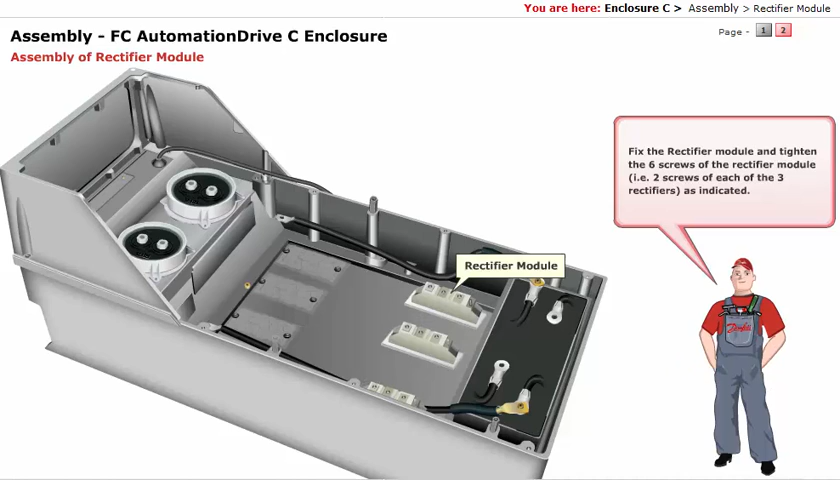 You are here: Enclosure C > Assembly > Rectifier Module
Assembly - FC AutomationDrive C Enclosure
Page - 1 2
Assembly of Rectifier Module
Fix the Rectifier module and tighten
the 6 screws of the rectifier module
(i.e. 2 screws of each of the 3
rectifiers) as indicated.
Rectifier Module
Danfoss